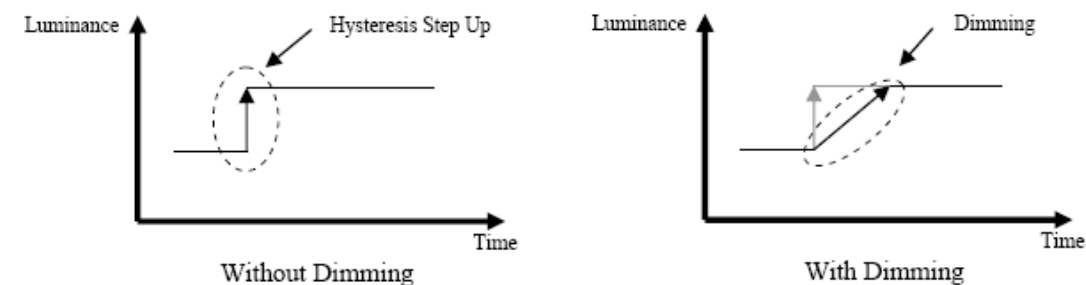 Luminance
Hysteresis Step Up
Time
Without Dimming
Luminance
Dimming
Time
With Dimming